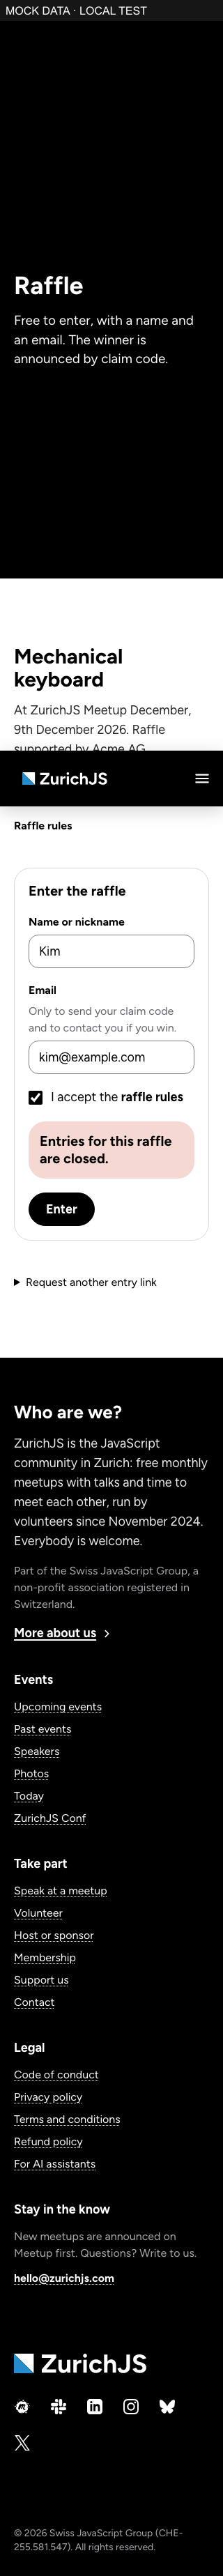 MOCK DATA · LOCAL TEST
Raffle
Free to enter, with a name and
an email. The winner is
announced by claim code.
Mechanical
keyboard
At ZurichJS Meetup December,
9th December 2026. Raffle
supported by Acme AG
ZurichJS
Raffle rules
Enter the raffle
Name or nickname
Kim
Email
Only to send your claim code
and to contact you if you win.
kim@example.com
I accept the raffle rules
Entries for this raffle
are closed.
Enter
Request another entry link
Who are we?
ZurichJS is the JavaScript
community in Zurich: free monthly
meetups with talks and time to
meet each other, run by
volunteers since November 2024.
Everybody is welcome.
Part of the Swiss JavaScript Group, a
non-profit association registered in
Switzerland.
More about us
Events
Upcoming events
Past events
Speakers
Photos
Today
ZurichJS Conf
Take part
Speak at a meetup
Volunteer
Host or sponsor
Membership
Support us
Contact
Legal
Code of conduct
Privacy policy
Terms and conditions
Refund policy
For AI assistants
Stay in the know
New meetups are announced on
Meetup first. Questions? Write to us.
hello@zurichjs.com
ZurichJS
© 2026 Swiss JavaScript Group (CHE-
255.581.547). All rights reserved.